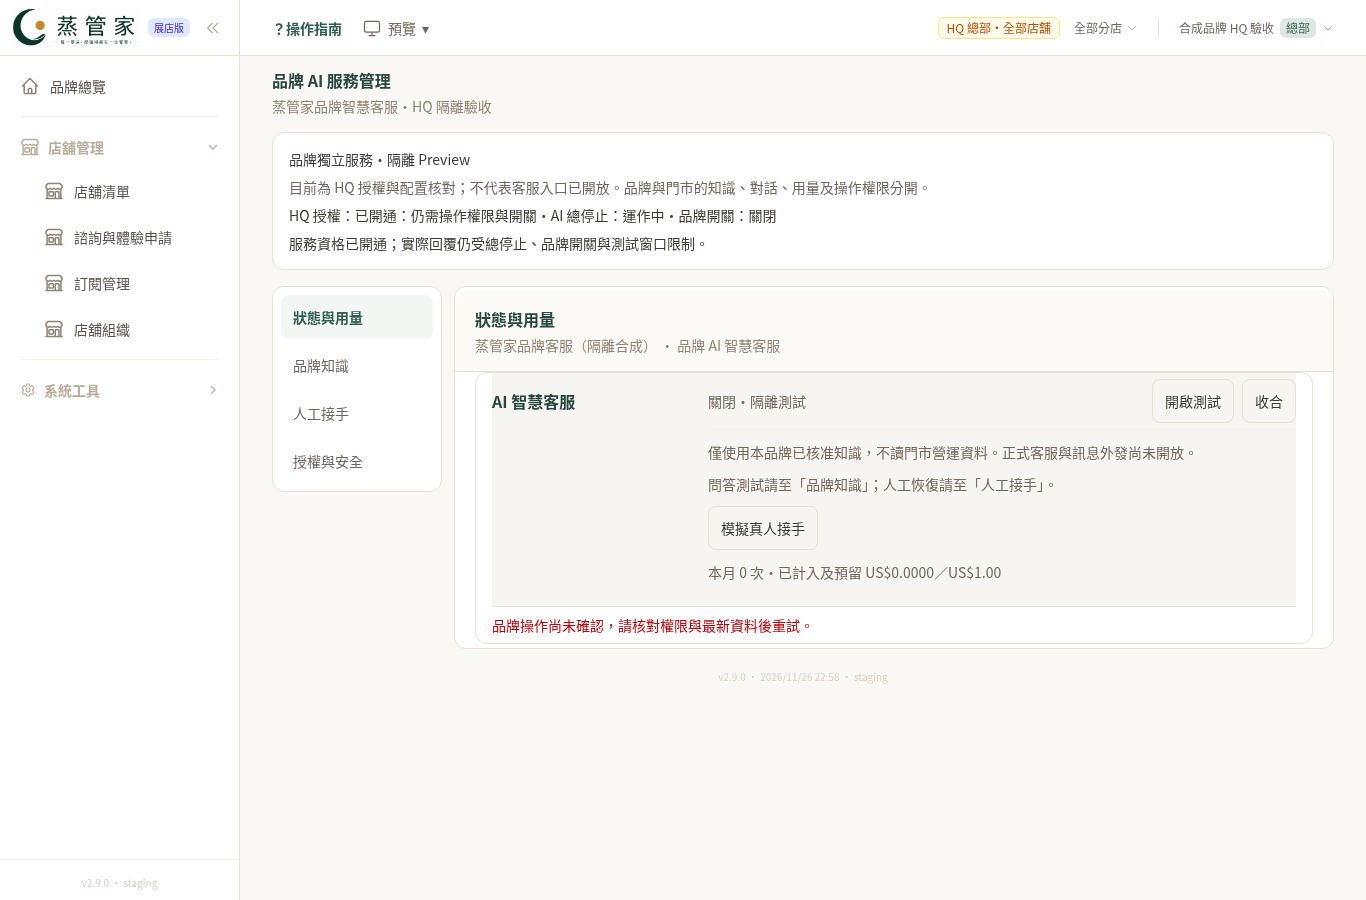 蒸管家
展店版
品牌總覽
店舖管理
店舖清單
諮詢與體驗申請
訂閱管理
店舖組織
系統工具
v2.9.0 · staging
?操作指南
預覽 ▾
HQ 總部・全部店舖
全部分店
合成品牌 HQ 驗收
總部
品牌 AI 服務管理
蒸管家品牌智慧客服・HQ 隔離驗收
品牌獨立服務・隔離 Preview
目前為 HQ 授權與配置核對；不代表客服入口已開放。品牌與門市的知識、對話、用量及操作權限分開。
HQ 授權：已開通：仍需操作權限與開關・AI 總停止：運作中・品牌開關：關閉
服務資格已開通；實際回覆仍受總停止、品牌開關與測試窗口限制。
狀態與用量
品牌知識
人工接手
授權與安全
狀態與用量
蒸管家品牌客服（隔離合成） · 品牌 AI 智慧客服
AI 智慧客服
關閉・隔離測試
開啟測試
收合
僅使用本品牌已核准知識，不讀門市營運資料。正式客服與訊息外發尚未開放。
問答測試請至「品牌知識」；人工恢復請至「人工接手」。
模擬真人接手
本月 0 次・已計入及預留 US$0.0000／US$1.00
品牌操作尚未確認，請核對權限與最新資料後重試。
v2.9.0 · 2026/11/26 22:58 · staging